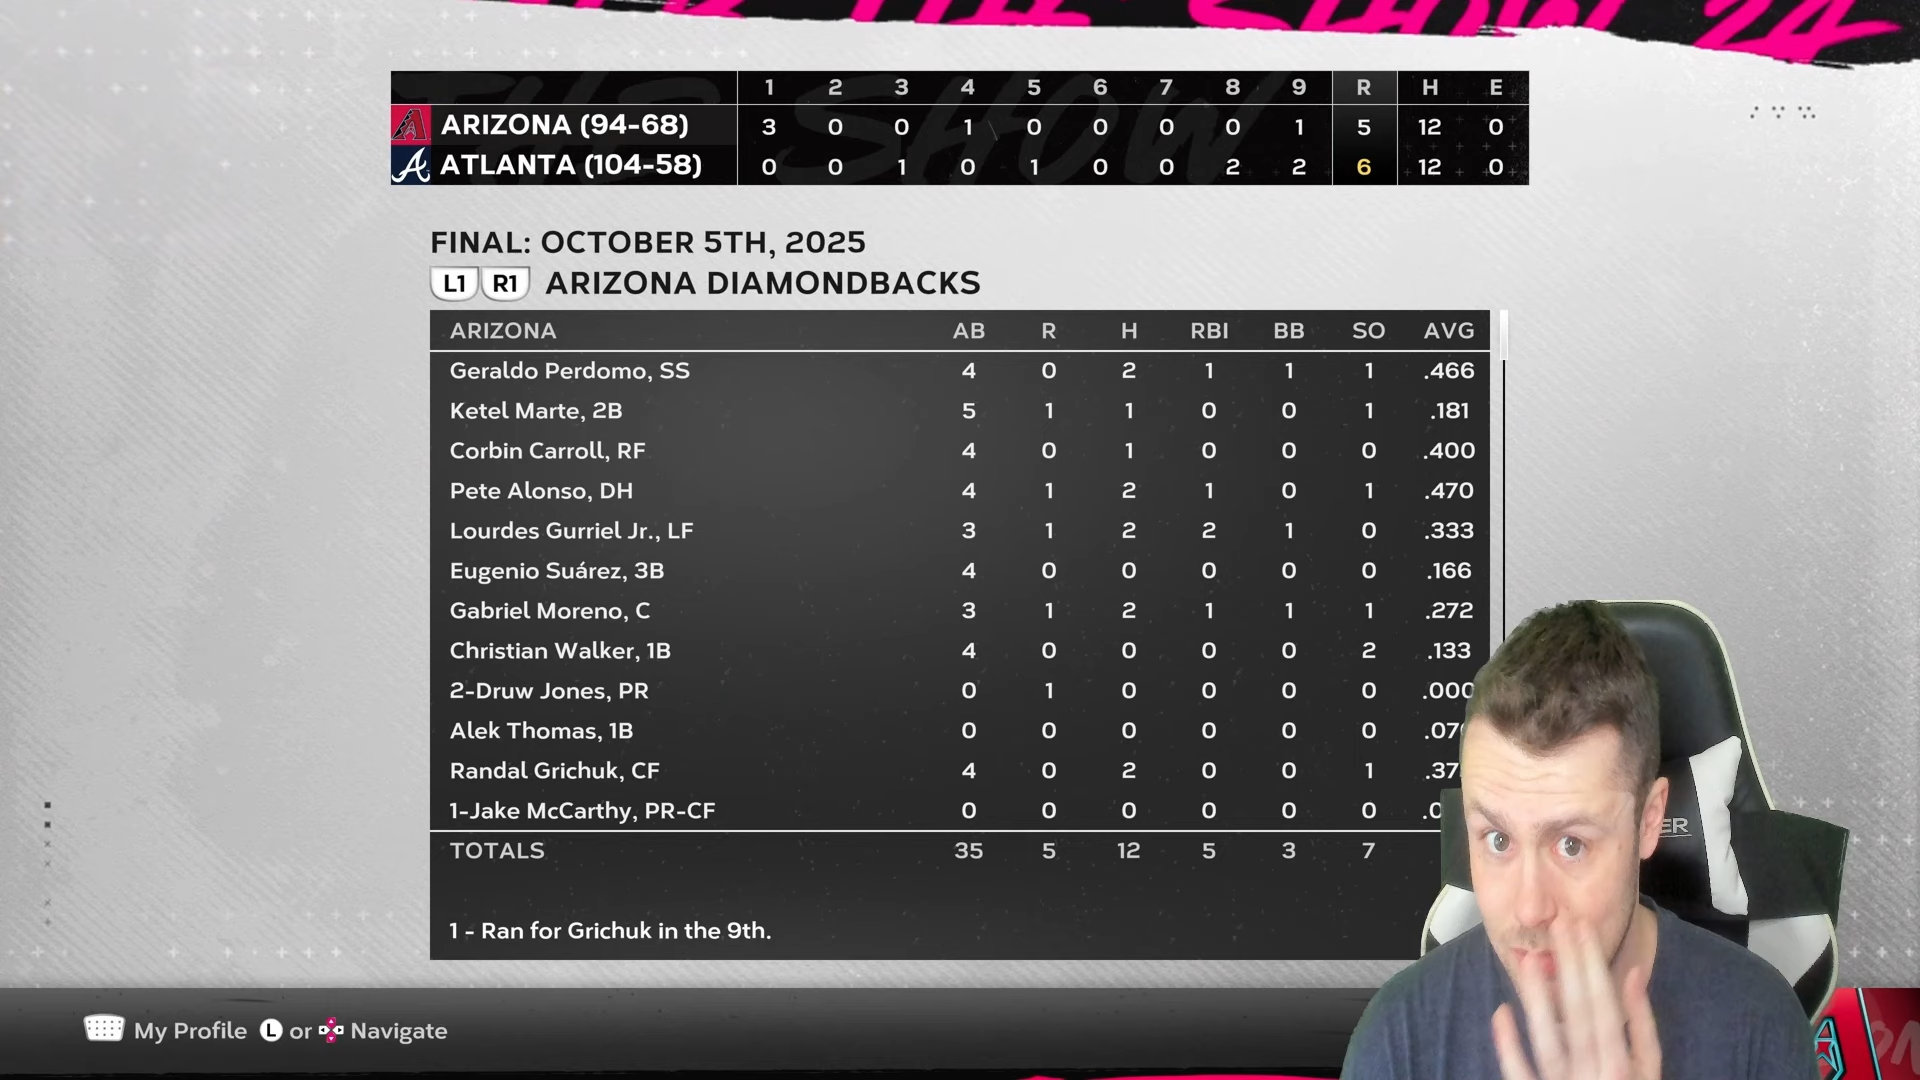 THE SHOW 24
1 2 3 4 5 6 7 8 9 R H E
ARIZONA (94-68) 3 0 0 1 0 0 0 0 1 5 12 0
ATLANTA (104-58) 0 0 1 0 1 0 0 2 2 6 12 0
FINAL: OCTOBER 5TH, 2025
L1 R1 ARIZONA DIAMONDBACKS
ARIZONA AB R H RBI BB SO AVG
Geraldo Perdomo, SS 4 0 2 1 1 1 .466
Ketel Marte, 2B 5 1 1 0 0 1 .181
Corbin Carroll, RF 4 0 1 0 0 0 .400
Pete Alonso, DH 4 1 2 1 0 1 .470
Lourdes Gurriel Jr., LF 3 1 2 2 1 0 .333
Eugenio Suárez, 3B 4 0 0 0 0 0 .166
Gabriel Moreno, C 3 1 2 1 1 1 .272
Christian Walker, 1B 4 0 0 0 0 2 .133
2-Druw Jones, PR 0 1 0 0 0 0 .000
Alek Thomas, 1B 0 0 0 0 0 0
Randal Grichuk, CF 4 0 2 0 0 1
1-Jake McCarthy, PR-CF 0 0 0 0 0 0
TOTALS 35 5 12 5 3 7
1 - Ran for Grichuk in the 9th.
My Profile L or Navigate